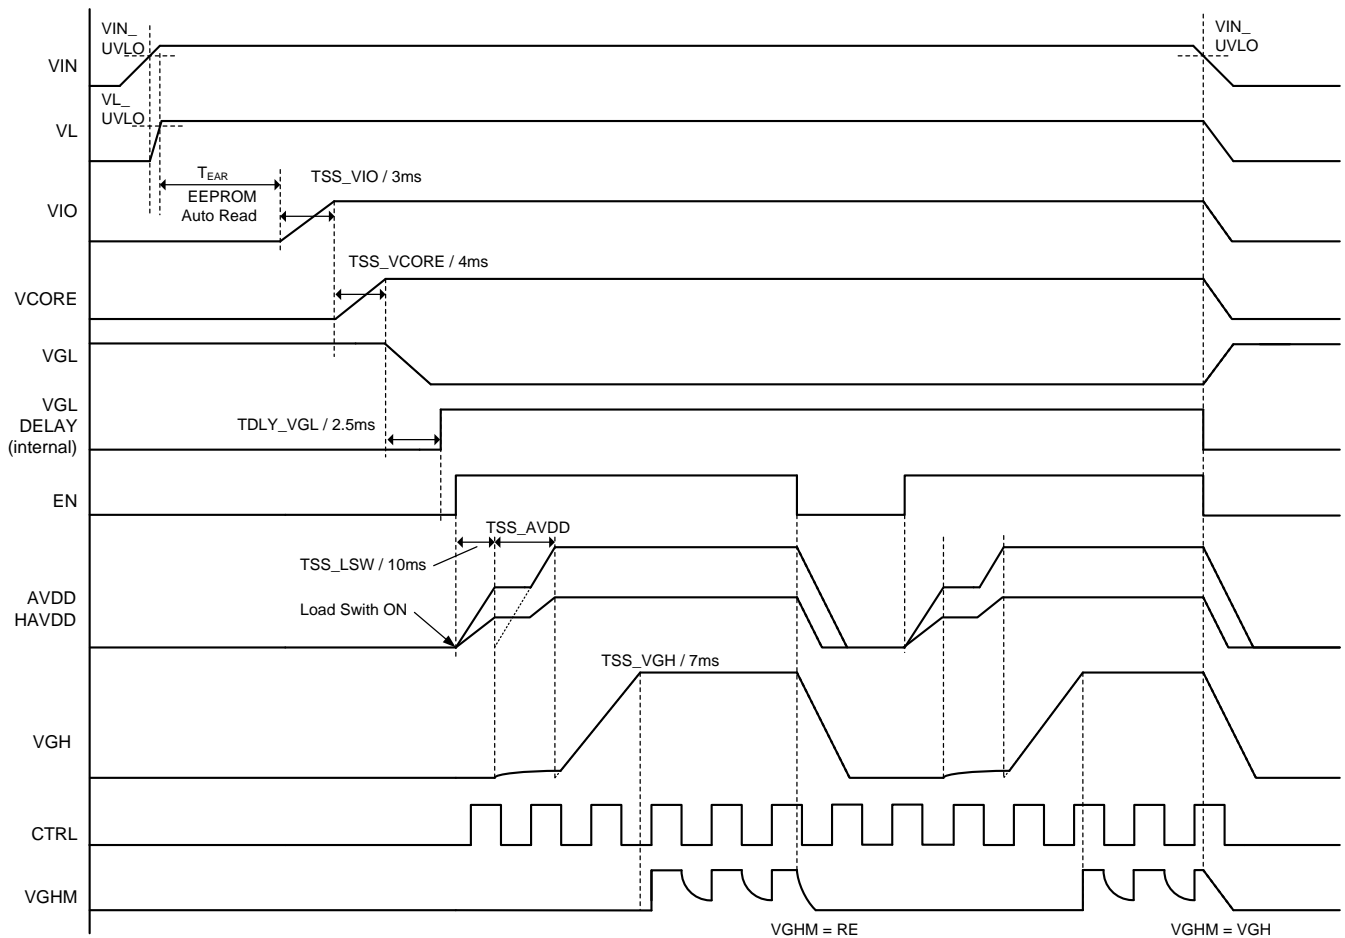 VIN_
UVLO
VIN_
UVLO
VIN
VL_
UVLO
VL
TEAR
EEPROM
Auto Read
TSS_VIO / 3ms
VIO
TSS_VCORE / 4ms
VCORE
VGL
VGL
DELAY
(internal)
TDLY_VGL / 2.5ms
EN
TSS_AVDD
TSS_LSW / 10ms
AVDD
HAVDD
Load Swith ON
TSS_VGH / 7ms
VGH
CTRL
VGHM
VGHM = RE
VGHM = VGH